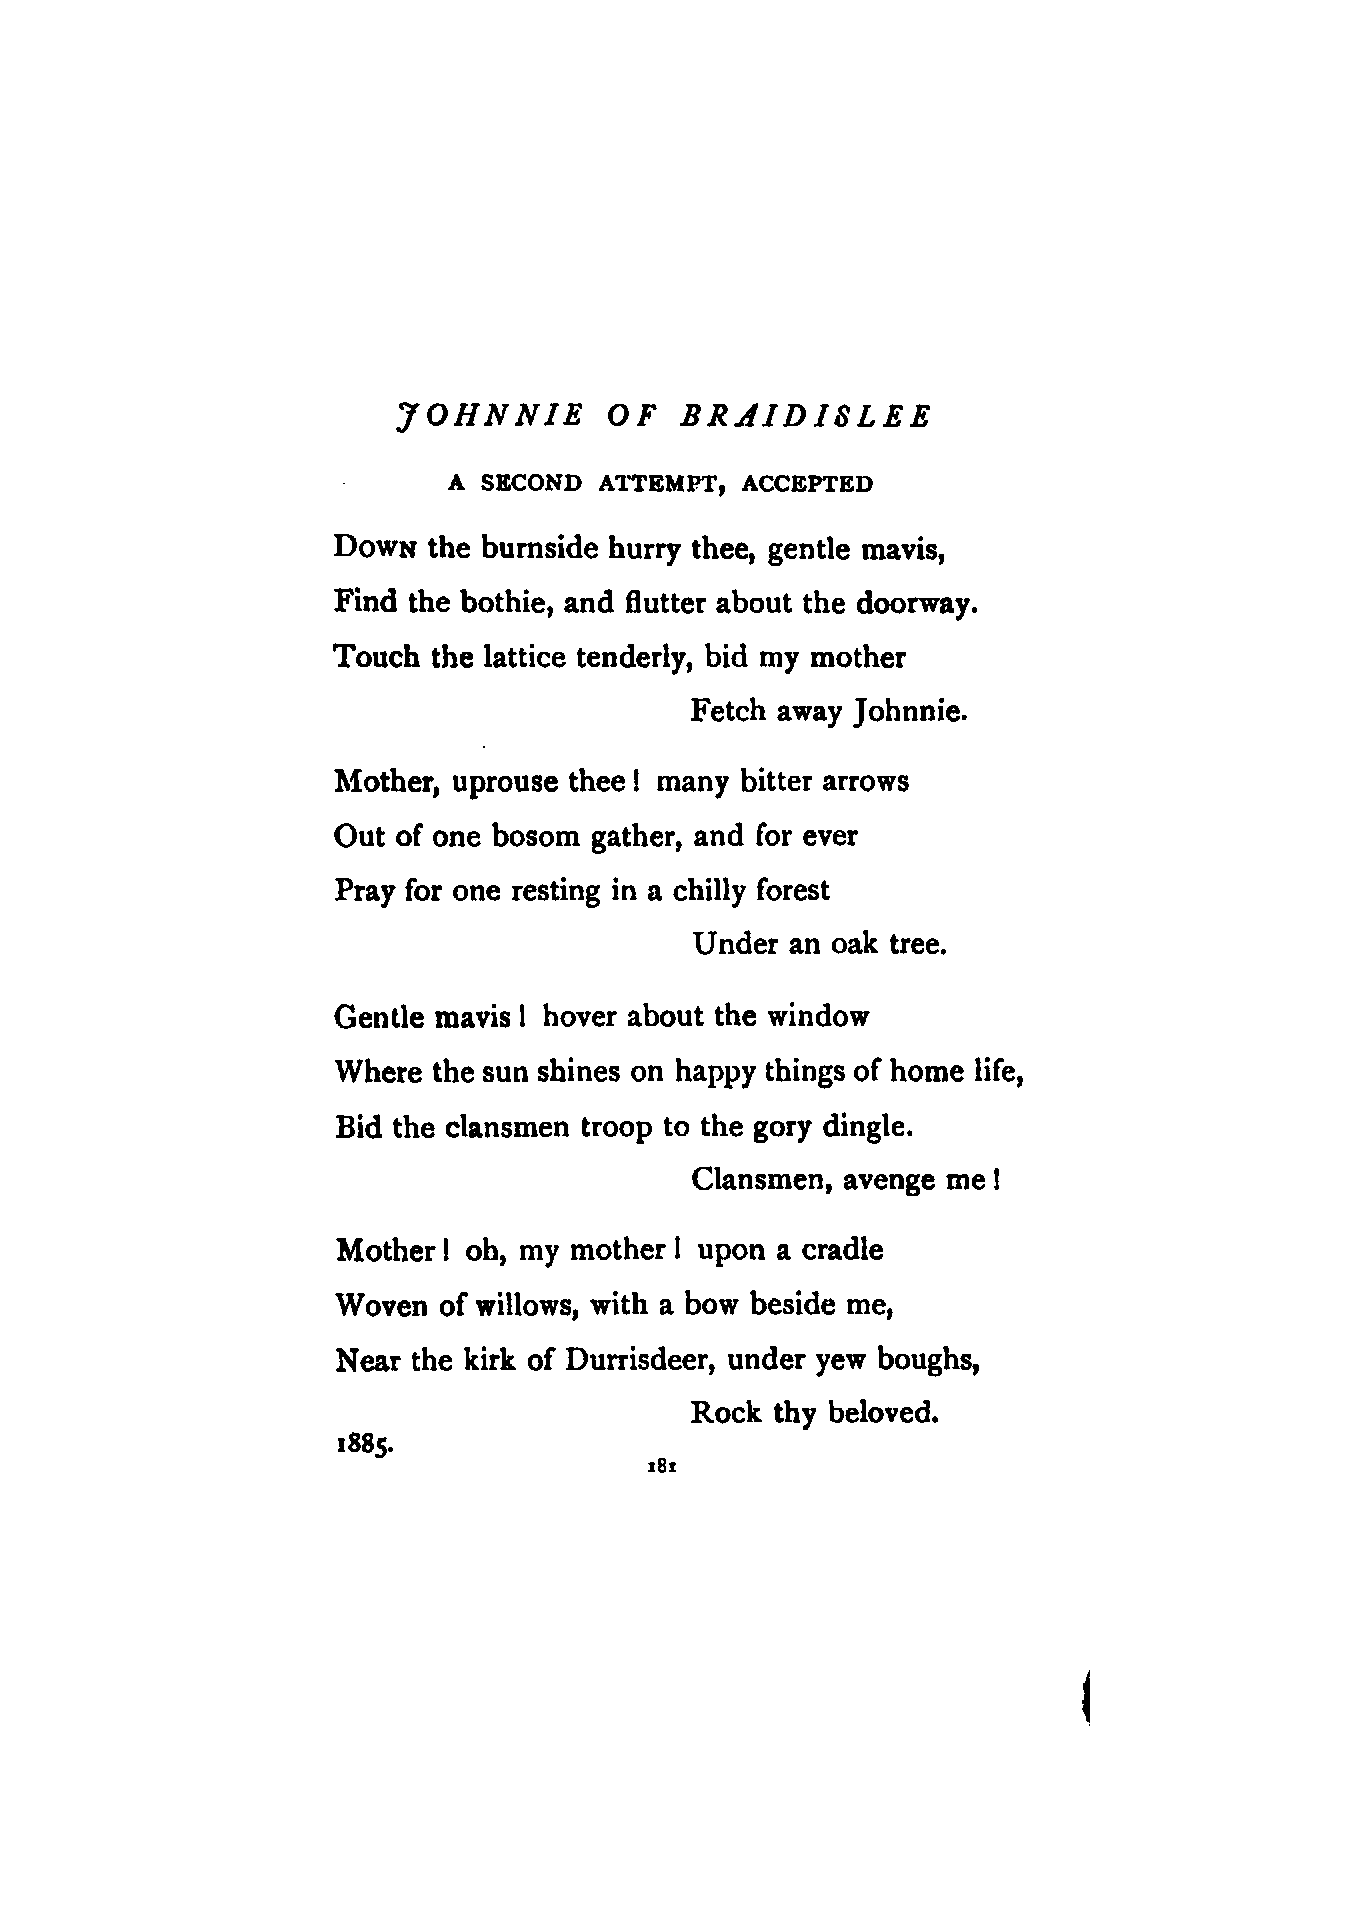 JOHNNIE OF BRAIDISLEE
A SECOND ATTEMPT, ACCEPTED
DOWN the burnside hurry thee, gentle mavis,
Find the bothie, and flutter about the doorway.
Touch the lattice tenderly, bid my mother
Fetch away Johnnie.
Mother, uprouse thee! many bitter arrows
Out of one bosom gather, and for ever
Pray for one resting in a chilly forest
Under an oak tree.
Gentle mavis! hover about the window
Where the sun shines on happy things of home life,
Bid the clansmen troop to the gory dingle.
Clansmen, avenge me!
Mother! oh, my mother! upon a cradle
Woven of willows, with a bow beside me,
Near the kirk of Durrisdeer, under yew boughs,
Rock thy beloved.
1885.
181